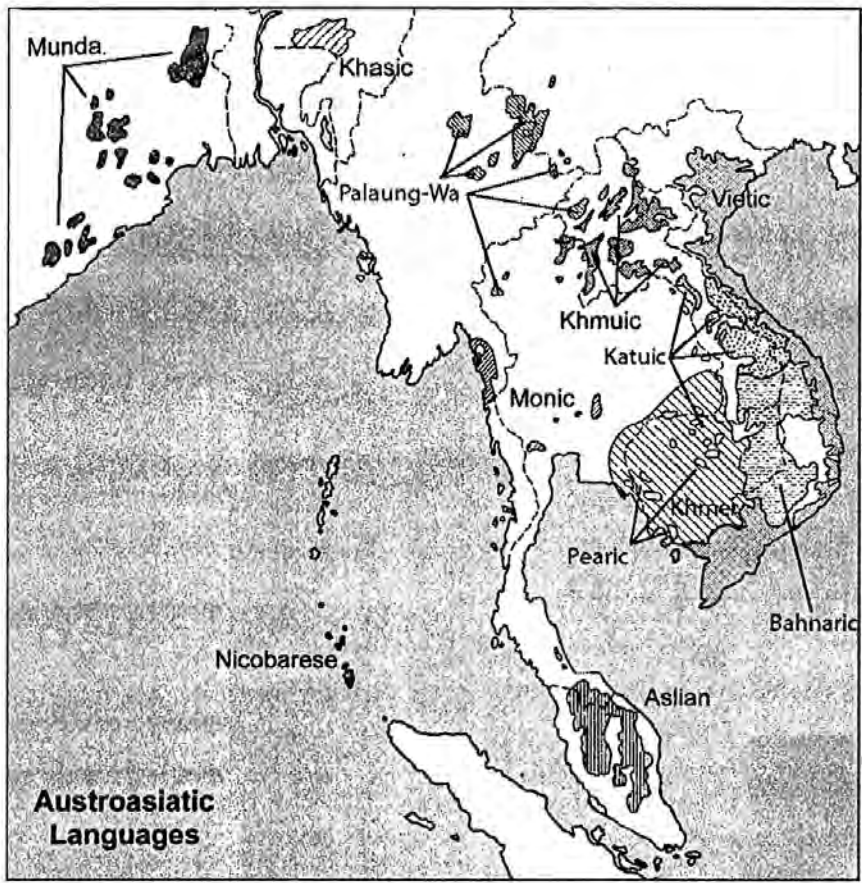 Munda.
Khasic
Palaung-Wa
Vietic
Khmuic
Katuic
Monic
Khmer
Pearic
Bahnaric
Nicobarese
Aslian
Austroasiatic
Languages